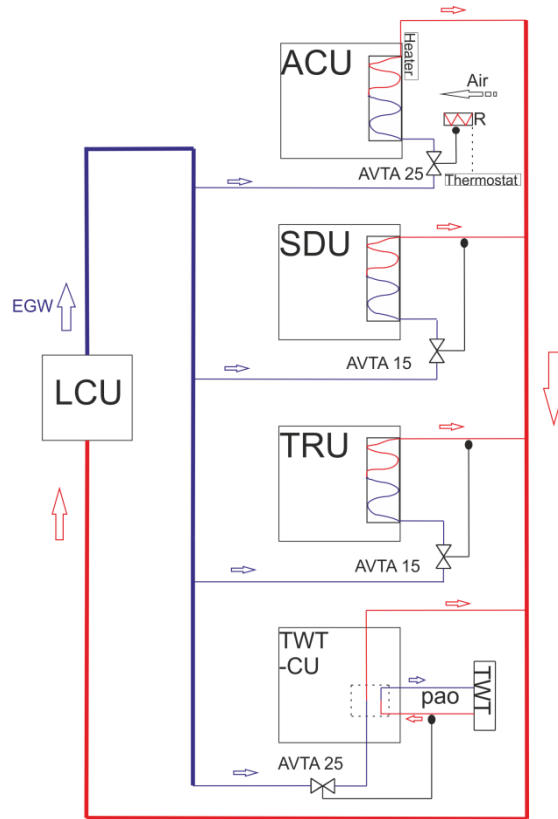 ACU
Heater
Air
R
AVTA 25
Thermostat
SDU
EGW
AVTA 15
LCU
TRU
AVTA 15
TWT
-CU
pao
TWT
AVTA 25